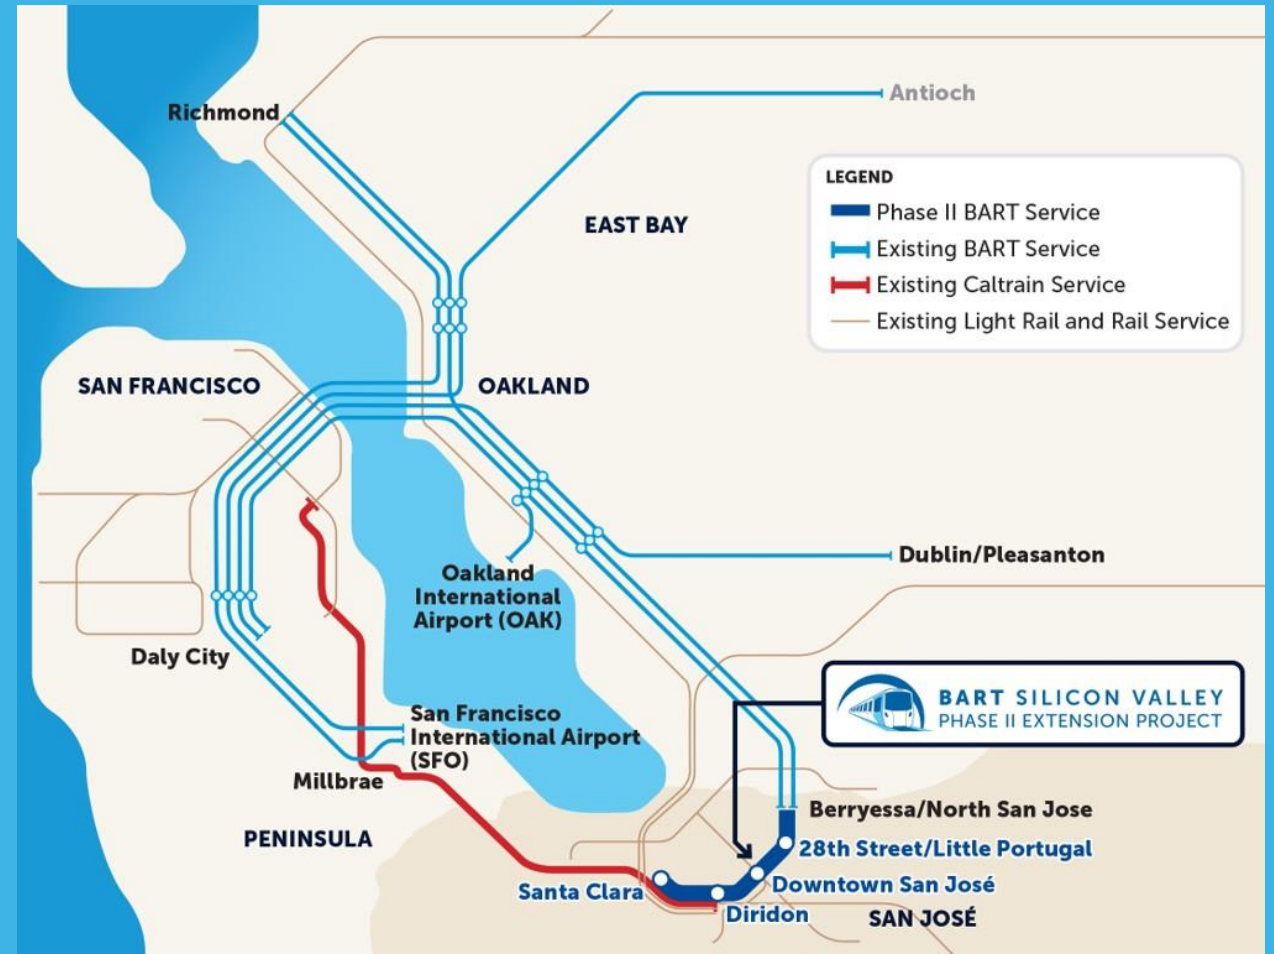 Richmond
Antioch
LEGEND
Phase II BART Service
Existing BART Service
Existing Caltrain Service
Existing Light Rail and Rail Service
EAST BAY
SAN FRANCISCO
OAKLAND
Dublin/Pleasanton
Oakland
International
Airport (OAK)
Daly City
BART SILICON VALLEY
PHASE II EXTENSION PROJECT
San Francisco
International Airport
(SFO)
Millbrae
Berryessa/North San Jose
PENINSULA
28th Street/Little Portugal
Downtown San José
Santa Clara
Diridon
SAN JOSÉ